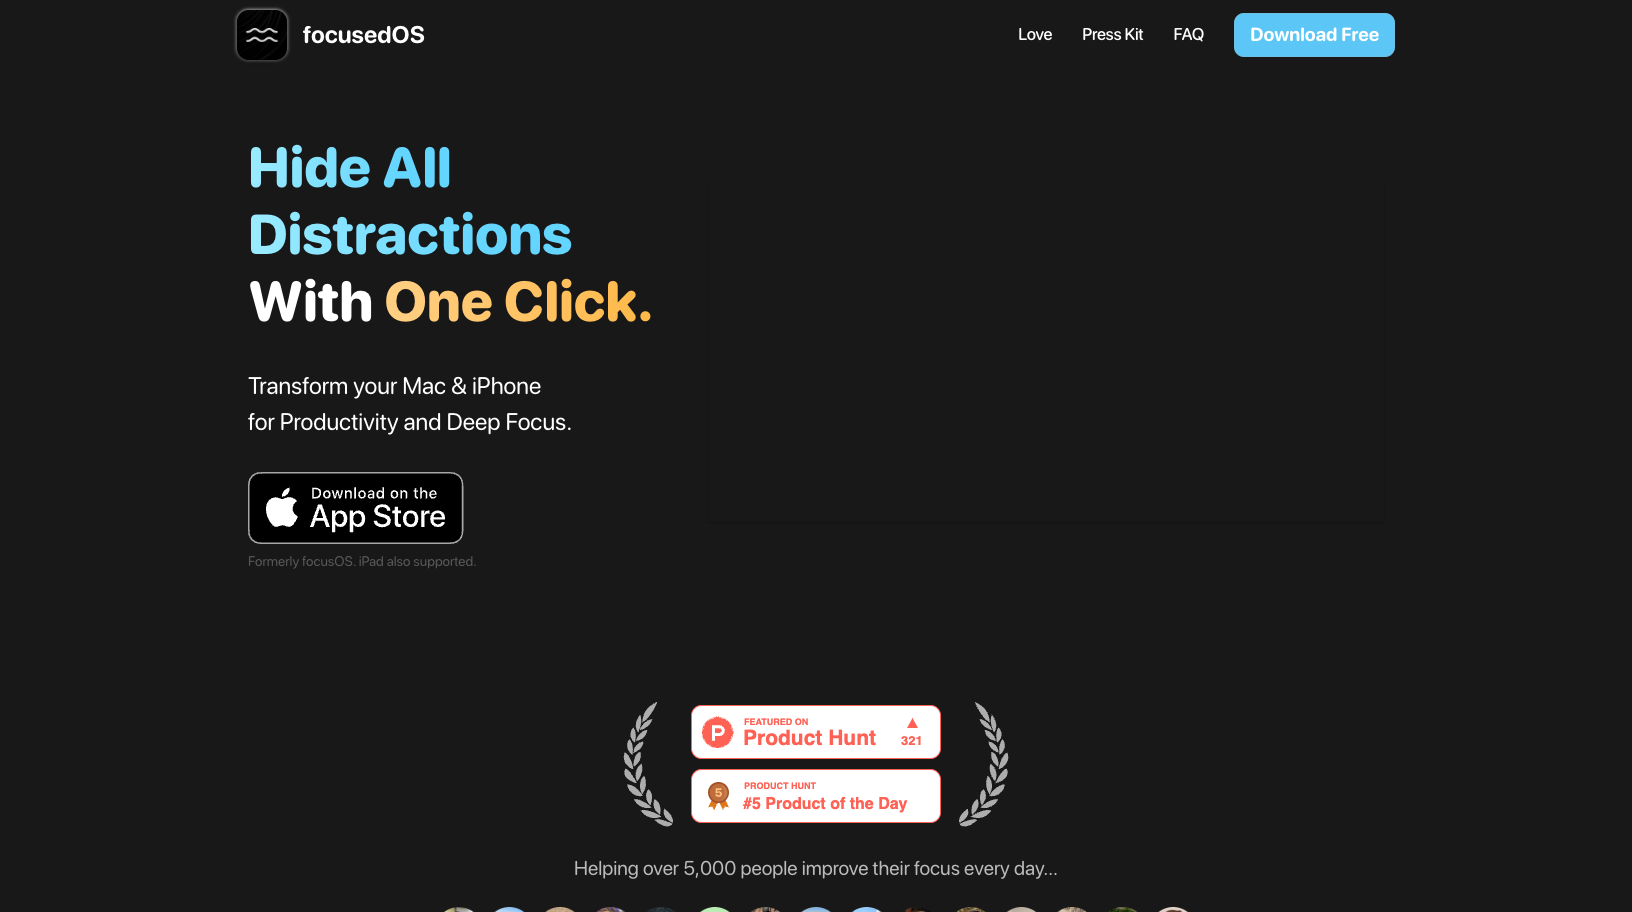 focusedOS
Love
Press Kit
FAQ
Download Free
Hide All
Distractions
With One Click.
Transform your Mac & iPhone
for Productivity and Deep Focus.
Download on the
App Store
Formerly focusOS. iPad also supported.
P
FEATURED ON
Product Hunt
321
5
PRODUCT HUNT
#5 Product of the Day
Helping over 5,000 people improve their focus every day...